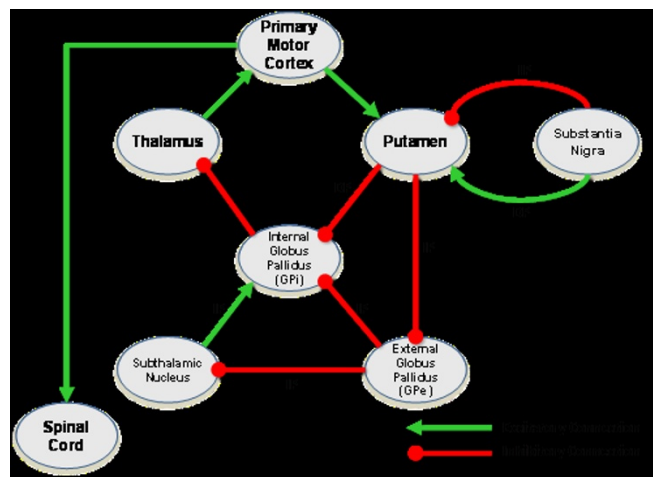 Primary
Motor
Cortex
Thalamus
Putamen
Substantia
Nigra
Internal
Globus
Pallidus
(GPi)
Subthalamic
Nucleus
External
Globus
Pallidus
(GPe)
Spinal
Cord